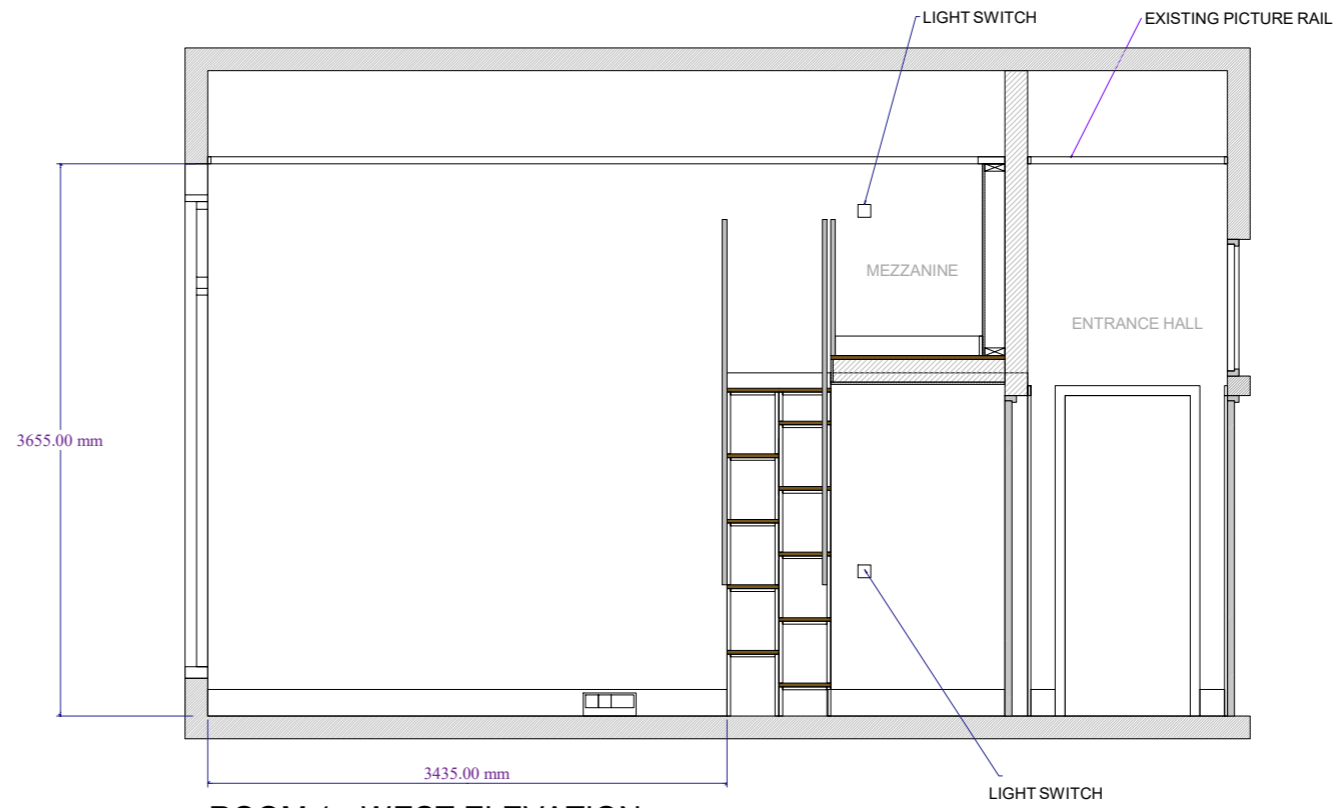 LIGHT SWITCH
EXISTING PICTURE RAIL
MEZZANINE
ENTRANCE HALL
3655.00 mm
3435.00 mm
LIGHT SWITCH